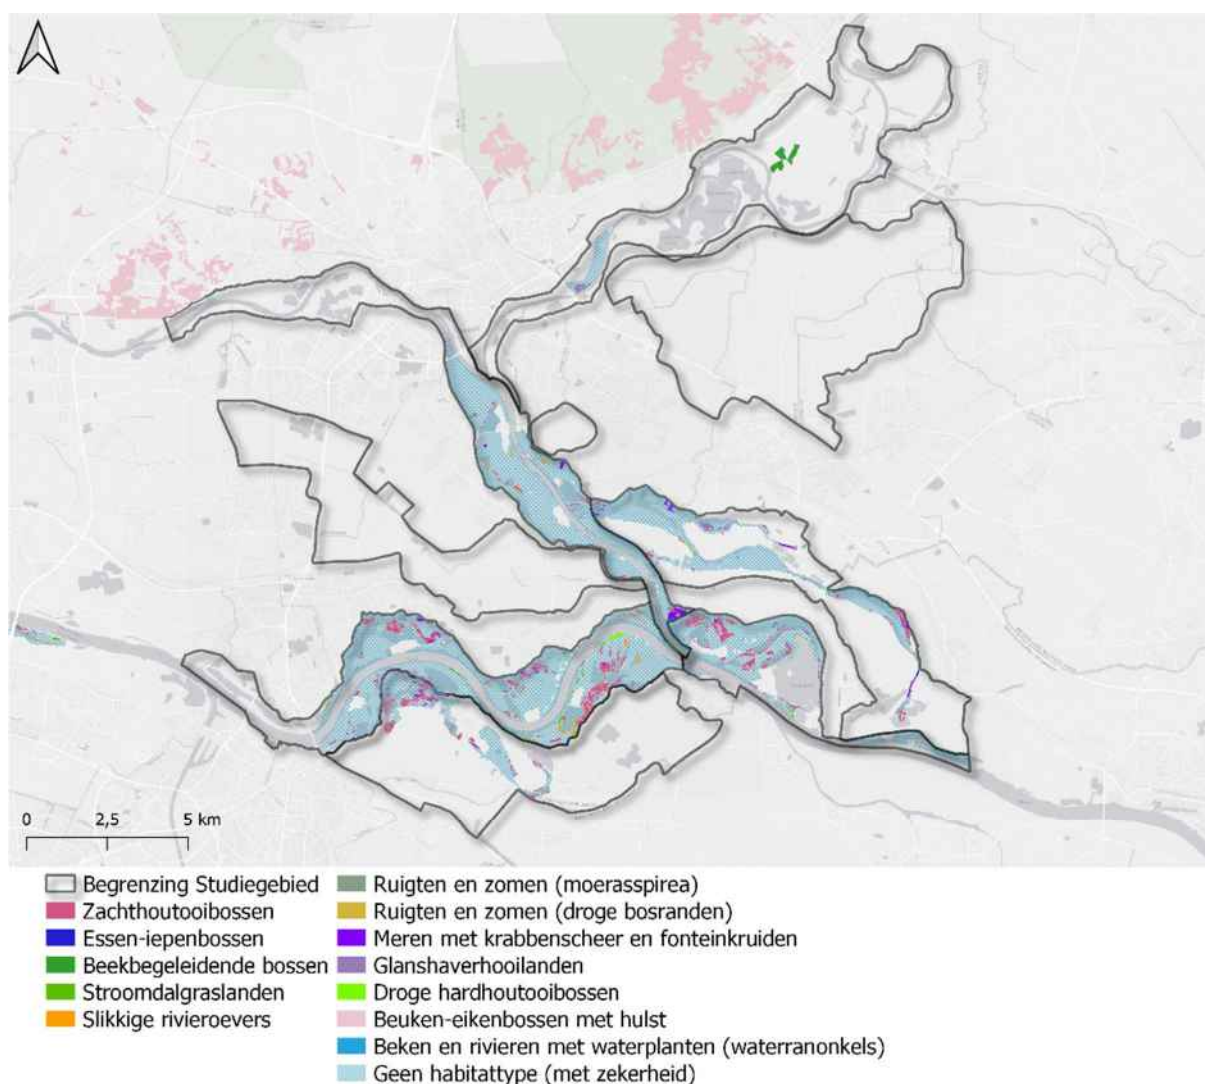 0 2,5 5 km
Begrenzing Studiegebied
Zachthoutooibossen
Essen-iepenbossen
Beekbegeleidende bossen
Stroomdalgraslanden
Slikkige rivieroevers
Ruigten en zomen (moerasspirea)
Ruigten en zomen (droge bosranden)
Meren met krabbenscheer en fonteinkruiden
Glanshaverhooilanden
Droge hardhoutooibossen
Beuken-eikenbossen met hulst
Beken en rivieren met waterplanten (waterranonkels)
Geen habitattype (met zekerheid)